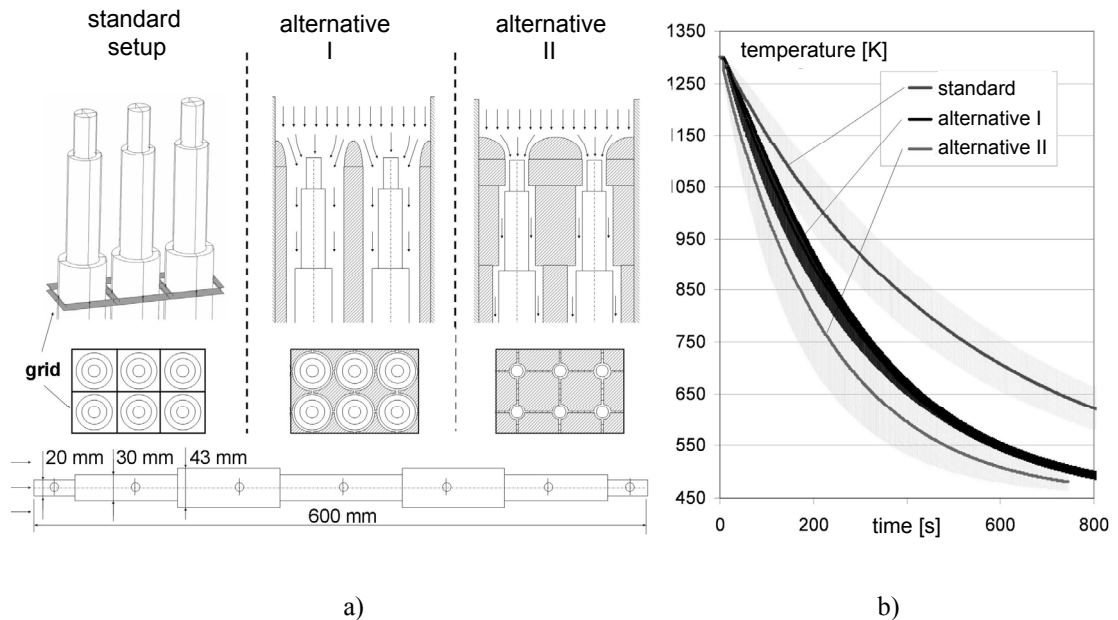 standard
setup
alternative
I
alternative
II
grid
20 mm
30 mm
43 mm
600 mm
a)
1350
1250
1150
1050
950
850
750
650
550
450
temperature [K]
standard
alternative I
alternative II
0
200
600
800
time [s]
b)